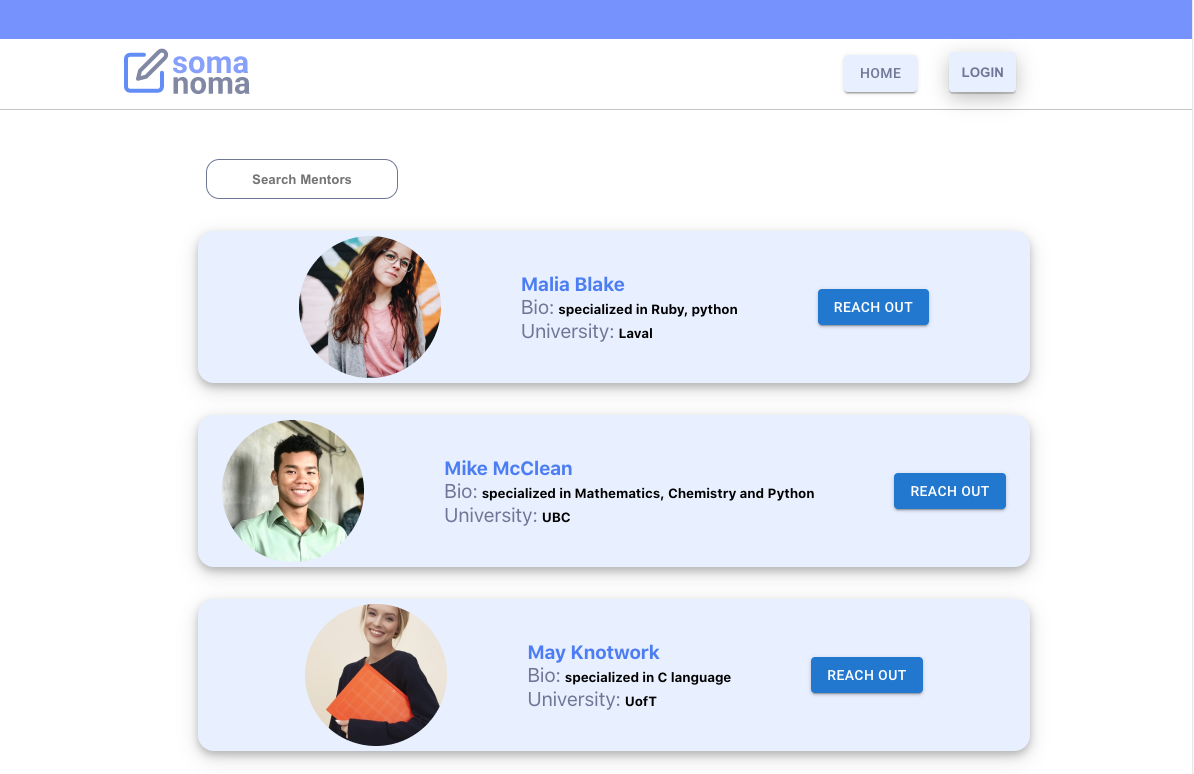 soma
noma
HOME
LOGIN
Search Mentors
Malia Blake
Bio: specialized in Ruby, python
University: Laval
REACH OUT
Mike McClean
Bio: specialized in Mathematics, Chemistry and Python
University: UBC
REACH OUT
May Knotwork
Bio: specialized in C language
University: UofT
REACH OUT